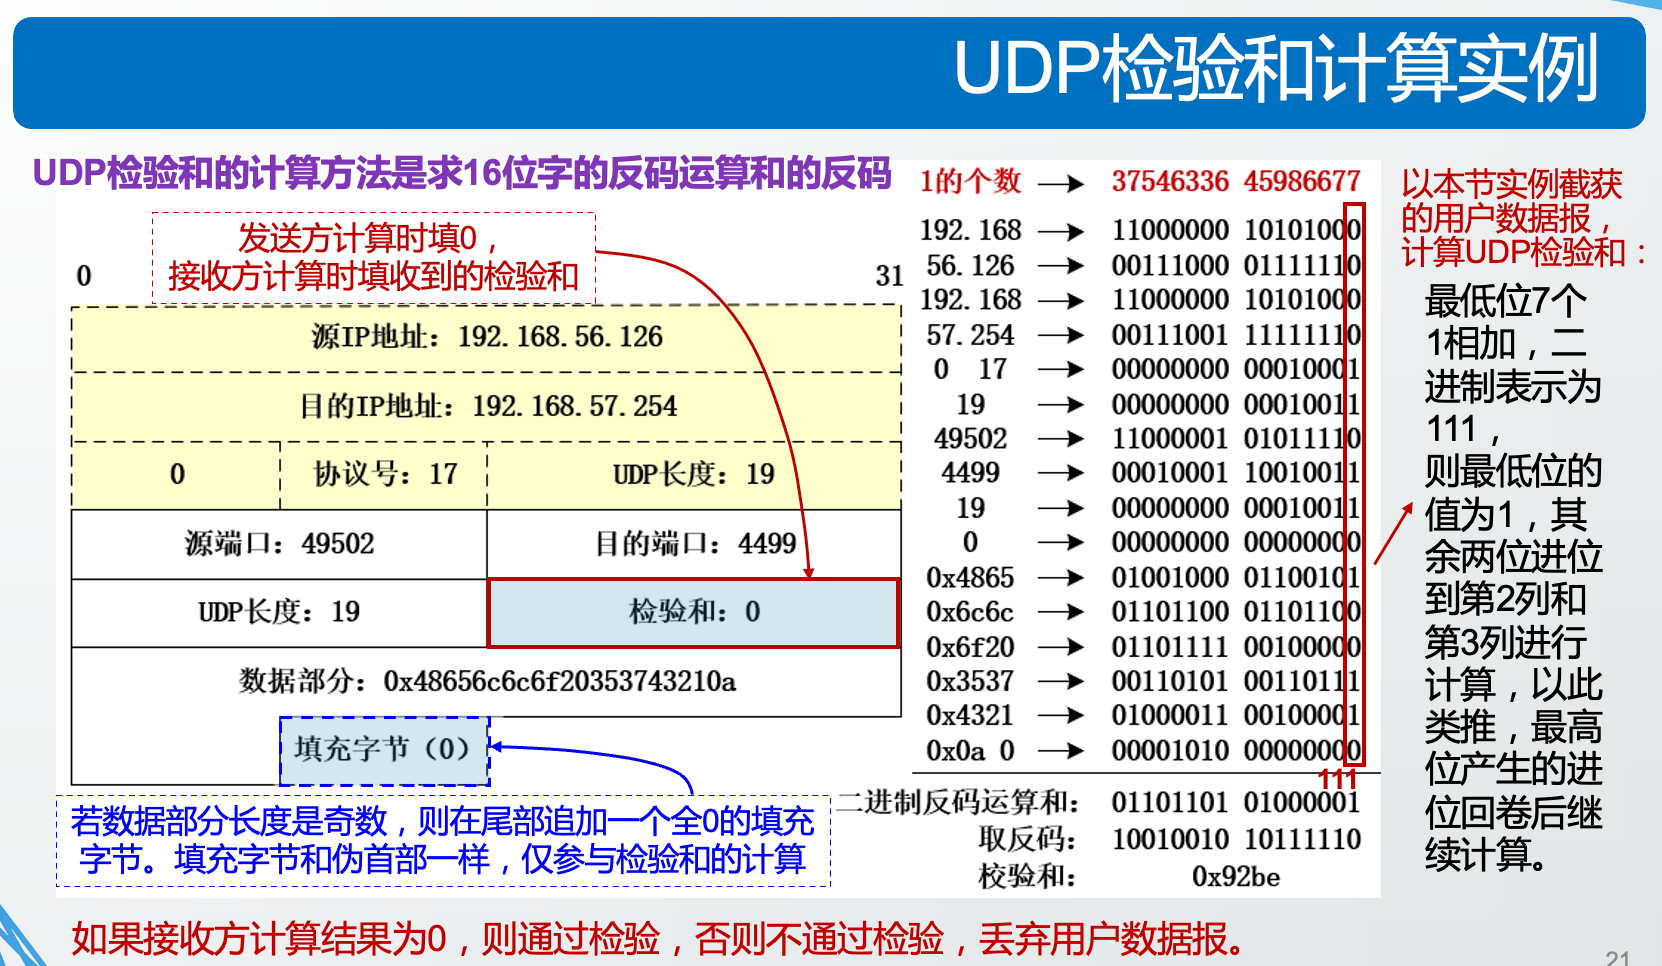 UDP检验和计算实例
UDP检验和的计算方法是求16位字的反码运算和的反码
发送方计算时填0，
接收方计算时填收到的检验和
0 31
源IP地址：192.168.56.126
目的IP地址：192.168.57.254
0 协议号：17 UDP长度：19
源端口：49502 目的端口：4499
UDP长度：19 检验和：0
数据部分：0x48656c6c6f20353743210a
填充字节（0）
若数据部分长度是奇数，则在尾部追加一个全0的填充
字节。填充字节和伪首部一样，仅参与检验和的计算
1的个数 37546336 45986677
192.168 11000000 10101000
56.126 00111000 01111110
192.168 11000000 10101000
57.254 00111001 11111110
0 17 00000000 00010001
19 00000000 00010011
49502 11000001 01011110
4499 00010001 10010011
19 00000000 00010011
0 00000000 00000000
0x4865 01001000 01100101
0x6c6c 01101100 01101100
0x6f20 01101111 00100000
0x3537 00110101 00110111
0x4321 01000011 00100001
0x0a 0 00001010 00000000
111
二进制反码运算和： 01101101 01000001
取反码： 10010010 10111110
校验和： 0x92be
以本节实例截获
的用户数据报，
计算UDP检验和：
最低位7个
1相加，二
进制表示为
111，
则最低位的
值为1，其
余两位进位
到第2列和
第3列进行
计算，以此
类推，最高
位产生的进
位回卷后继
续计算。
如果接收方计算结果为0，则通过检验，否则不通过检验，丢弃用户数据报。
21